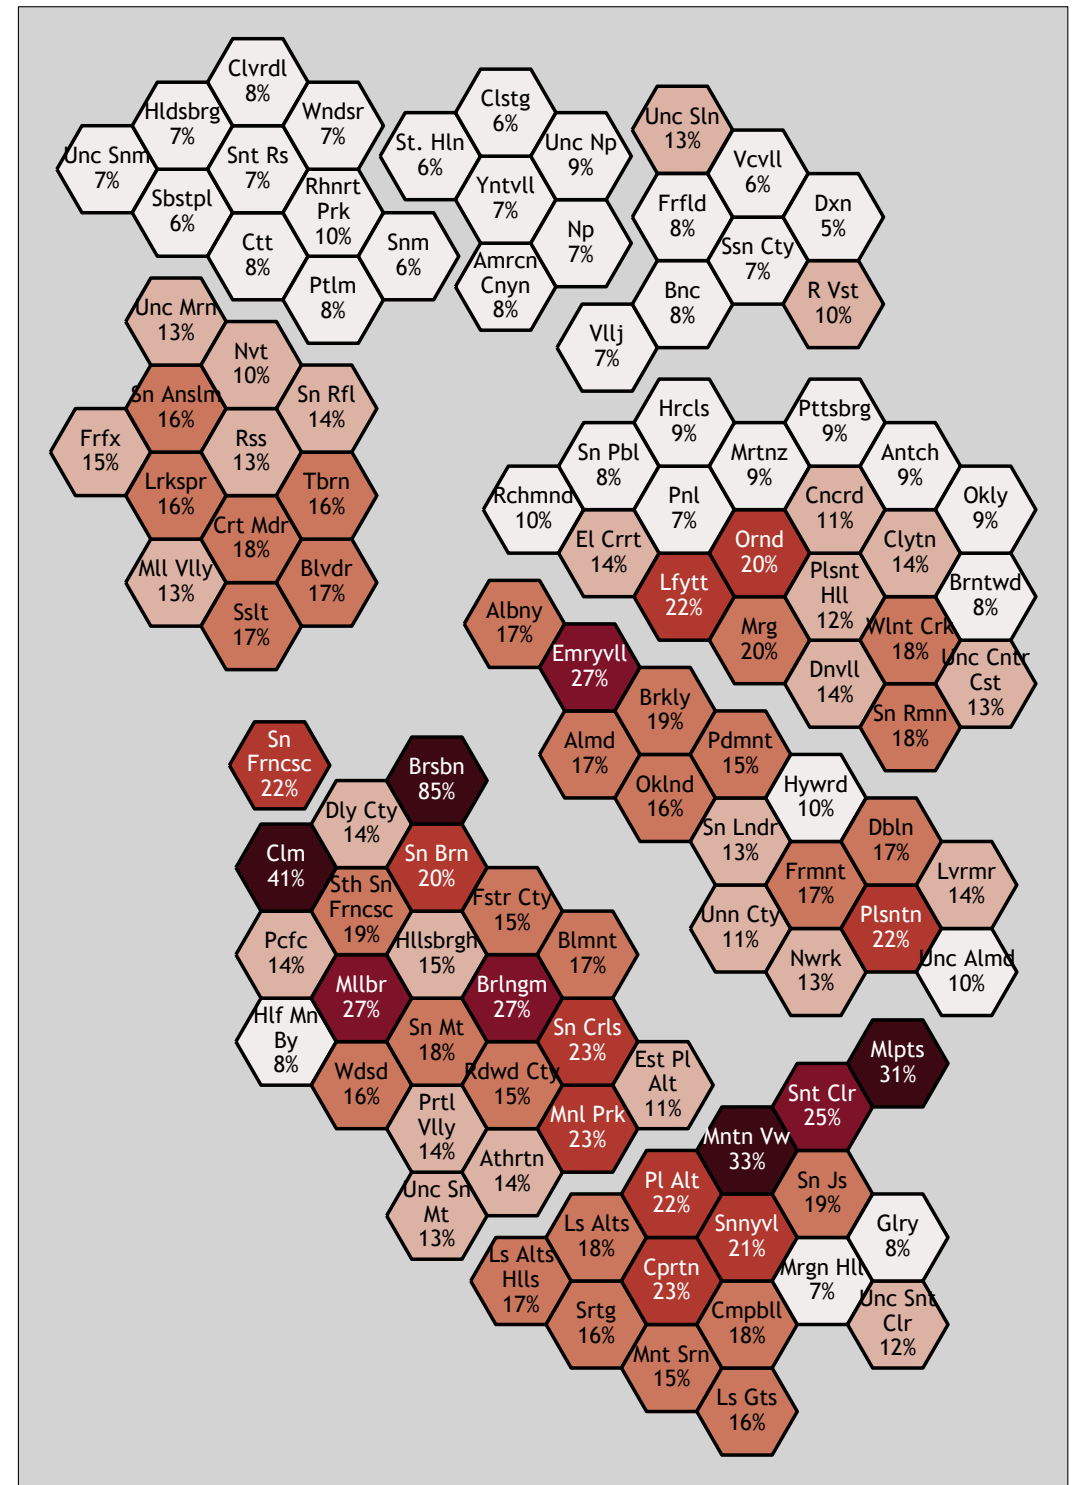 Clvrdl
8%
Hldsbrg
7%
Wndsr
7%
Unc Snm
7%
Snt Rs
7%
Sbstpl
6%
Rhnrt
Prk
10%
Ctt
8%
Snm
6%
Ptlm
8%
Clstg
6%
St. Hln
6%
Unc Np
9%
Yntvll
7%
Np
7%
Amrcn
Cnyn
8%
Unc Sln
13%
Vcvll
6%
Frfld
8%
Dxn
5%
Ssn Cty
7%
Bnc
8%
R Vst
10%
Vllj
7%
Unc Mrn
13%
Nvt
10%
Sn Anslm
16%
Sn Rfl
14%
Frfx
15%
Rss
13%
Lrkspr
16%
Tbrn
16%
Crt Mdr
18%
Mll Vlly
13%
Blvdr
17%
Sslt
17%
Hrcls
9%
Pttsbrg
9%
Sn Pbl
8%
Mrtnz
9%
Antch
9%
Rchmnd
10%
Pnl
7%
Cncrd
11%
Okly
9%
El Crrt
14%
Ornd
20%
Clytn
14%
Lfytt
22%
Plsnt
Hll
12%
Brntwd
8%
Mrg
20%
Wlnt Crk
18%
Dnvll
14%
Unc Cntr
Cst
13%
Sn Rmn
18%
Albny
17%
Emryvll
27%
Brkly
19%
Almd
17%
Pdmnt
15%
Oklnd
16%
Hywrd
10%
Sn Lndr
13%
Dbln
17%
Frmnt
17%
Lvrmr
14%
Unn Cty
11%
Plsntn
22%
Nwrk
13%
Unc Almd
10%
Sn
Frncsc
22%
Brsbn
85%
Dly Cty
14%
Clm
41%
Sn Brn
20%
Sth Sn
Frncsc
19%
Fstr Cty
15%
Pcfc
14%
Hllsbrgh
15%
Blmnt
17%
Mllbr
27%
Brlngm
27%
Hlf Mn
By
8%
Sn Mt
18%
Sn Crls
23%
Wdsd
16%
Rdwd Cty
15%
Est Pl
Alt
11%
Prtl
Vlly
14%
Mnl Prk
23%
Athrtn
14%
Unc Sn
Mt
13%
Mlpts
31%
Snt Clr
25%
Mntn Vw
33%
Pl Alt
22%
Sn Js
19%
Ls Alts
18%
Snnyvl
21%
Glry
8%
Ls Alts
Hlls
17%
Cprtn
23%
Mrgn Hll
7%
Srtg
16%
Cmpbll
18%
Unc Snt
Clr
12%
Mnt Srn
15%
Ls Gts
16%